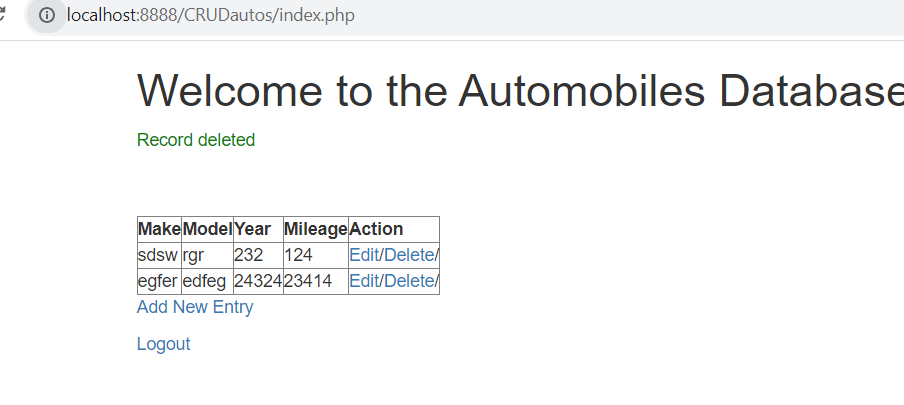 localhost:8888/CRUDautos/index.php
Welcome to the Automobiles Database
Record deleted
Make Model Year Mileage Action
sdsw rgr 232 124 Edit/Delete/
egfer edfeg 24324 23414 Edit/Delete/
Add New Entry
Logout